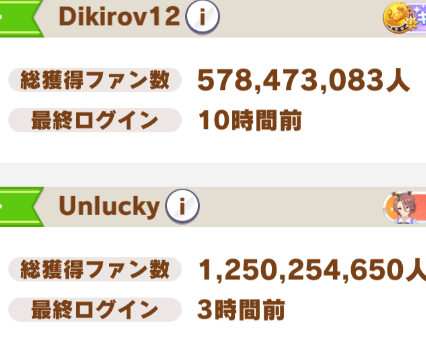 Dikirov12 i
総獲得ファン数 578,473,083人
最終ログイン 10時間前
Unlucky i
総獲得ファン数 1,250,254,650人
最終ログイン 3時間前